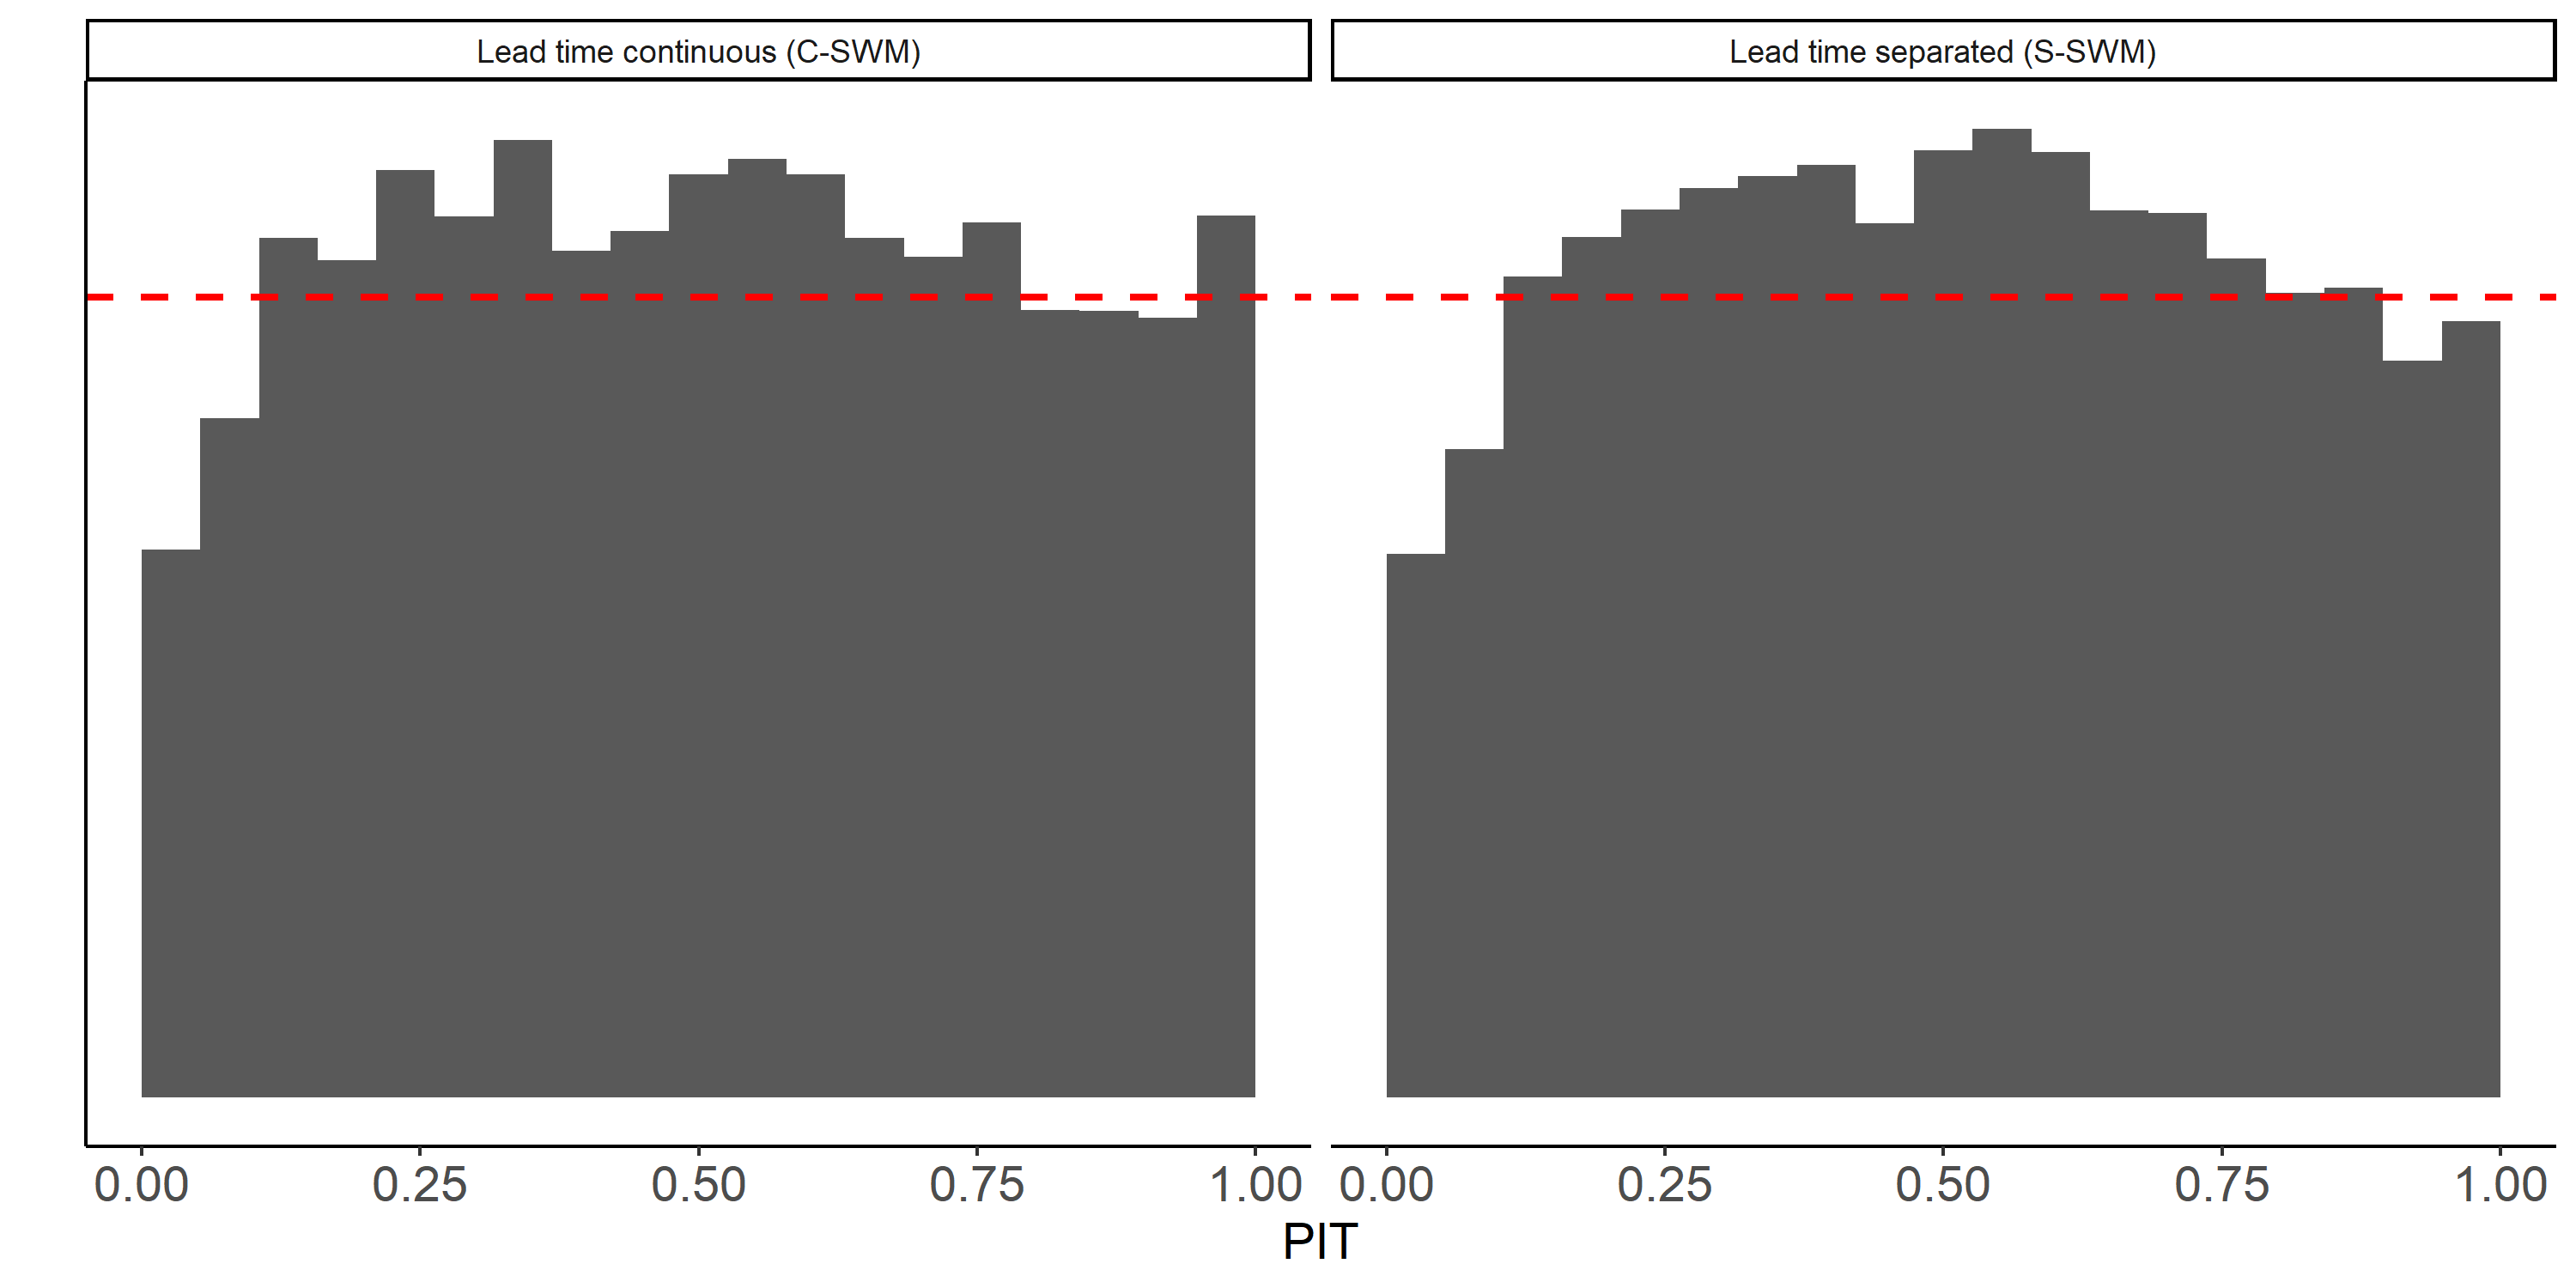 Lead time continuous (C-SWM)
Lead time separated (S-SWM)
0.00 0.25 0.50 0.75 1.00 0.00 0.25 0.50 0.75 1.00
PIT